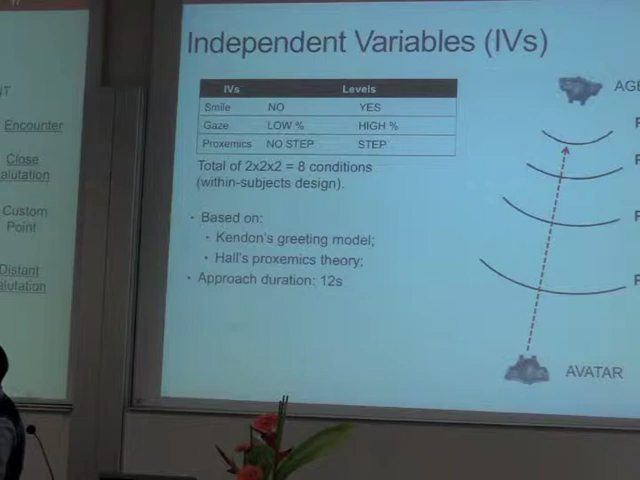 Independent Variables (IVs)
IVs Levels
Smile NO YES
Gaze LOW % HIGH %
Proxemics NO STEP STEP
Total of 2x2x2 = 8 conditions
(within-subjects design).
• Based on:
• Kendon's greeting model;
• Hall's proxemics theory;
• Approach duration: 12s
AVATAR
Encounter
Close
Custom
Point
Distant